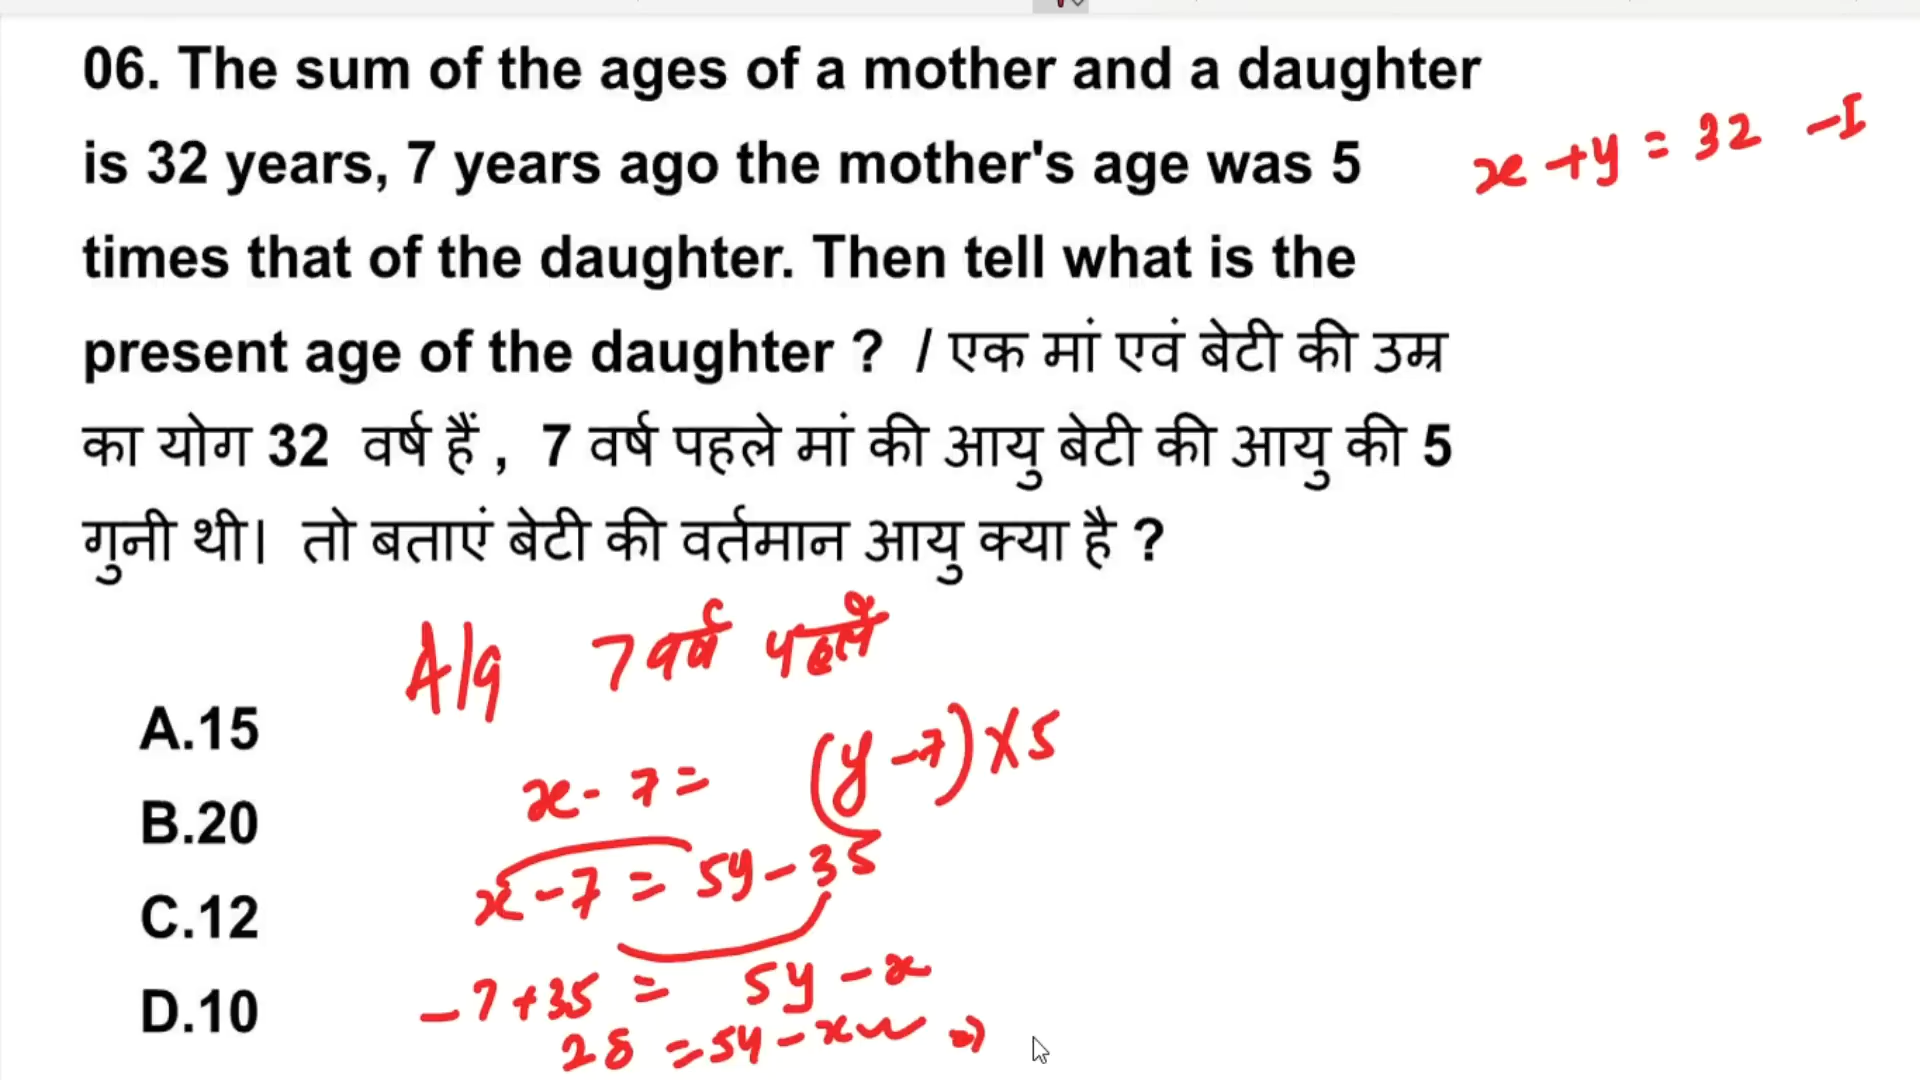 06. The sum of the ages of a mother and a daughter
is 32 years, 7 years ago the mother's age was 5
times that of the daughter. Then tell what is the
present age of the daughter ? / एक मां एवं बेटी की उम्र
का योग 32 वर्ष हैं , 7 वर्ष पहले मां की आयु बेटी की आयु की 5
गुनी थी। तो बताएं बेटी की वर्तमान आयु क्या है ?
x + y = 32 - I
A/q 7 वर्ष पहले
A.15
B.20
C.12
D.10
x - 7 = (y - 7) x 5
x - 7 = 5y - 35
- 7 + 35 = 5y - x
28 = 5y - x